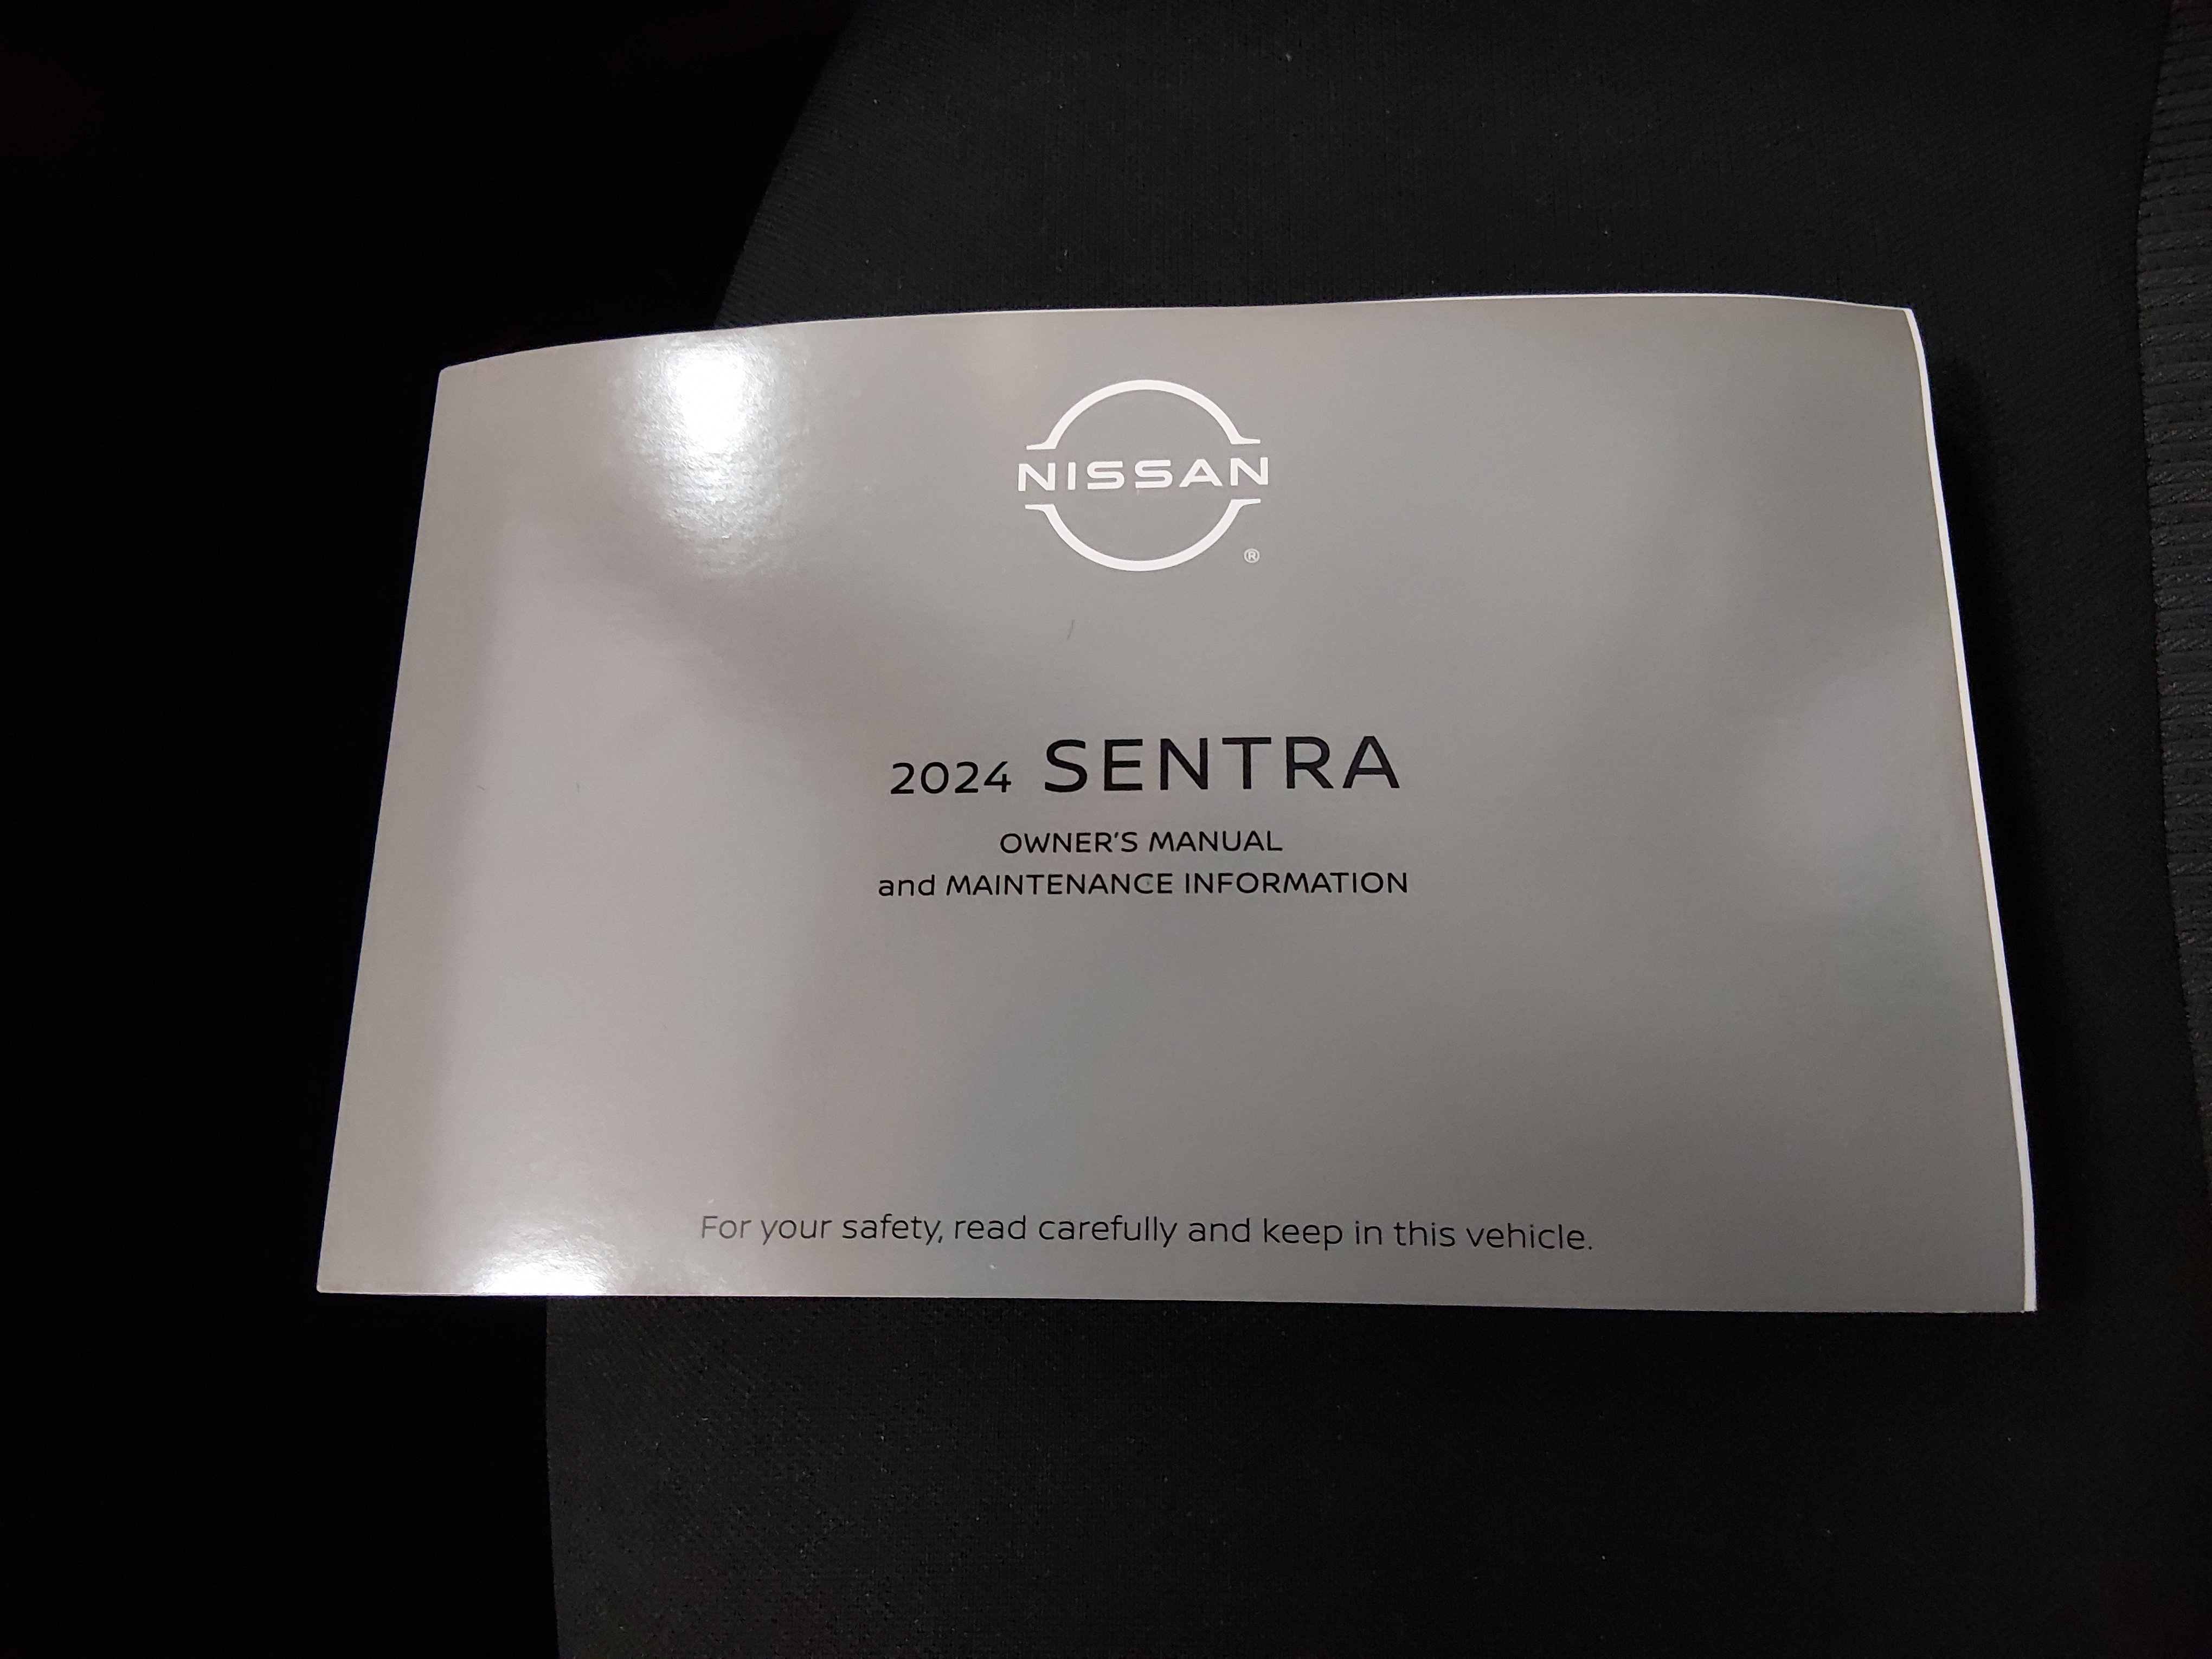 NISSAN
®
2024 SENTRA
OWNER'S MANUAL
and MAINTENANCE INFORMATION
For your safety, read carefully and keep in this vehicle.